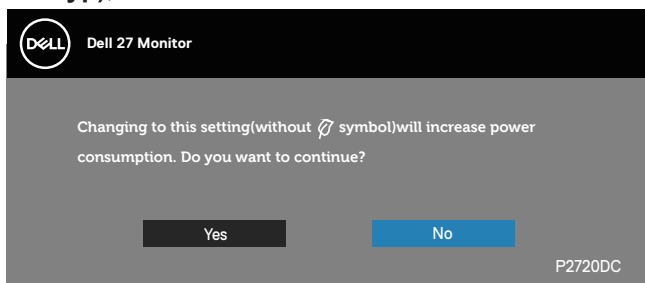 DELL Dell 27 Monitor
Changing to this setting(without symbol)will increase power
consumption. Do you want to continue?
Yes No
P2720DC